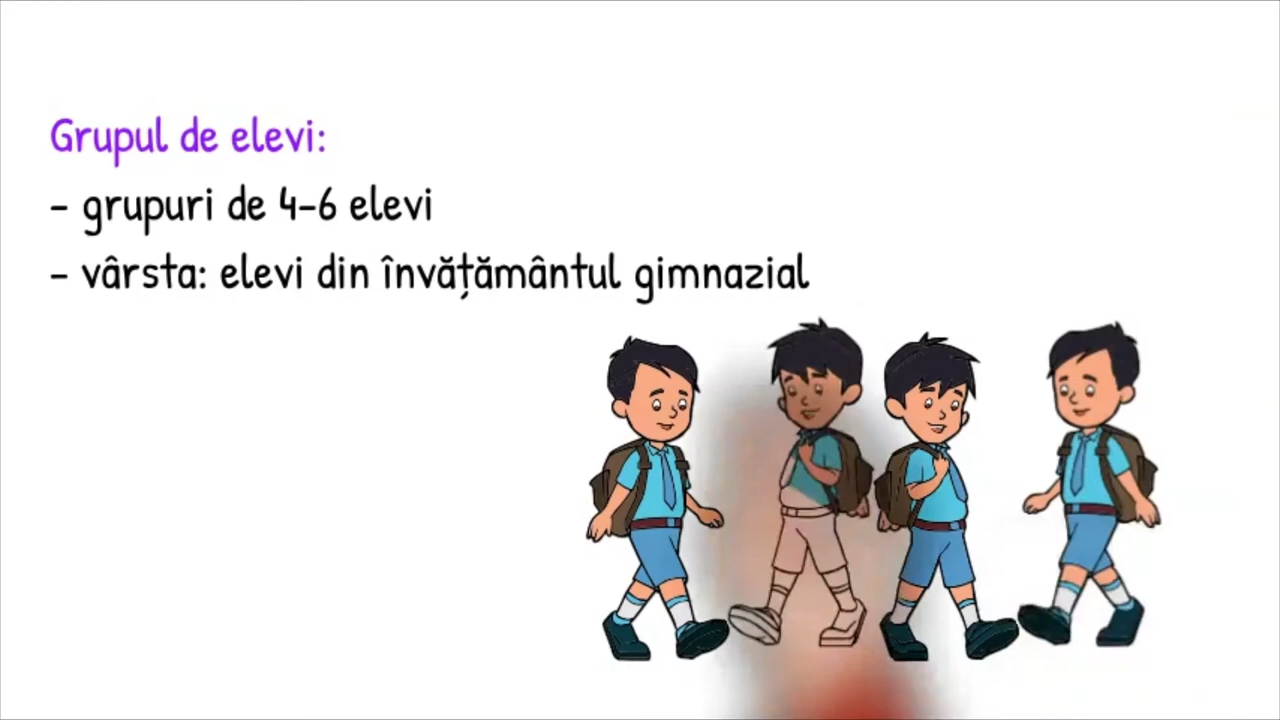 Grupul de elevi:
- grupuri de 4-6 elevi
- vârsta: elevi din învățământul gimnazial